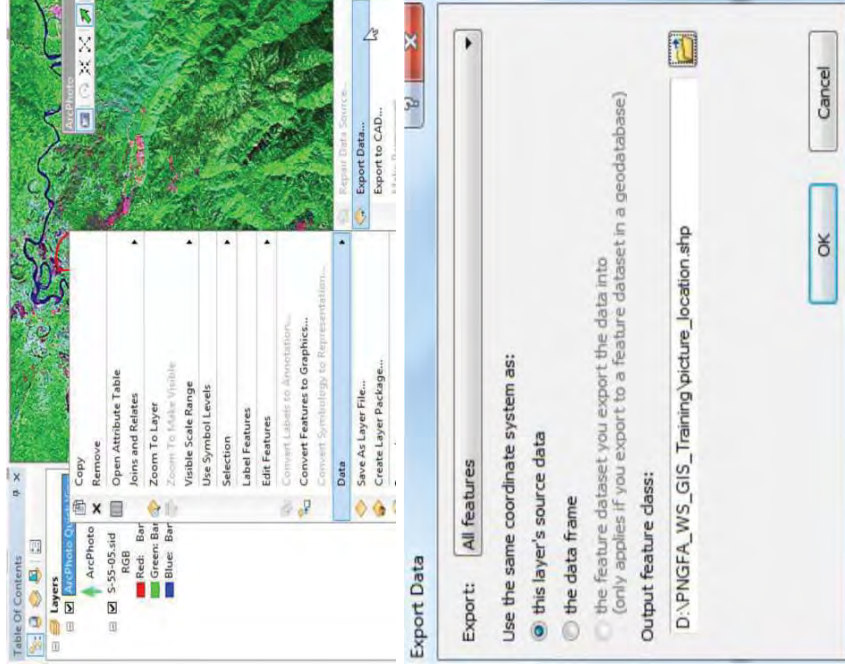 Table Of Contents
Layers
ArcPhoto Quick
ArcPhoto
S-55-05.sid
RGB
Red: Bar
Green: Bar
Blue: Bar
Copy
Remove
Open Attribute Table
Joins and Relates
Zoom To Layer
Zoom To Make Visible
Visible Scale Range
Use Symbol Levels
Selection
Label Features
Edit Features
Convert Labels to Annotation...
Convert Features to Graphics...
Convert Symbology to Representation...
Data
Save As Layer File...
Create Layer Package...
ArcPhoto
Repair Data Source...
Export Data...
Export to CAD...
Export Data
Export: All features
Use the same coordinate system as:
this layer's source data
the data frame
the feature dataset you export the data into
(only applies if you export to a feature dataset in a geodatabase)
Output feature class:
D:\PNGFA_WS_GIS_Training\picture_location.shp
OK Cancel